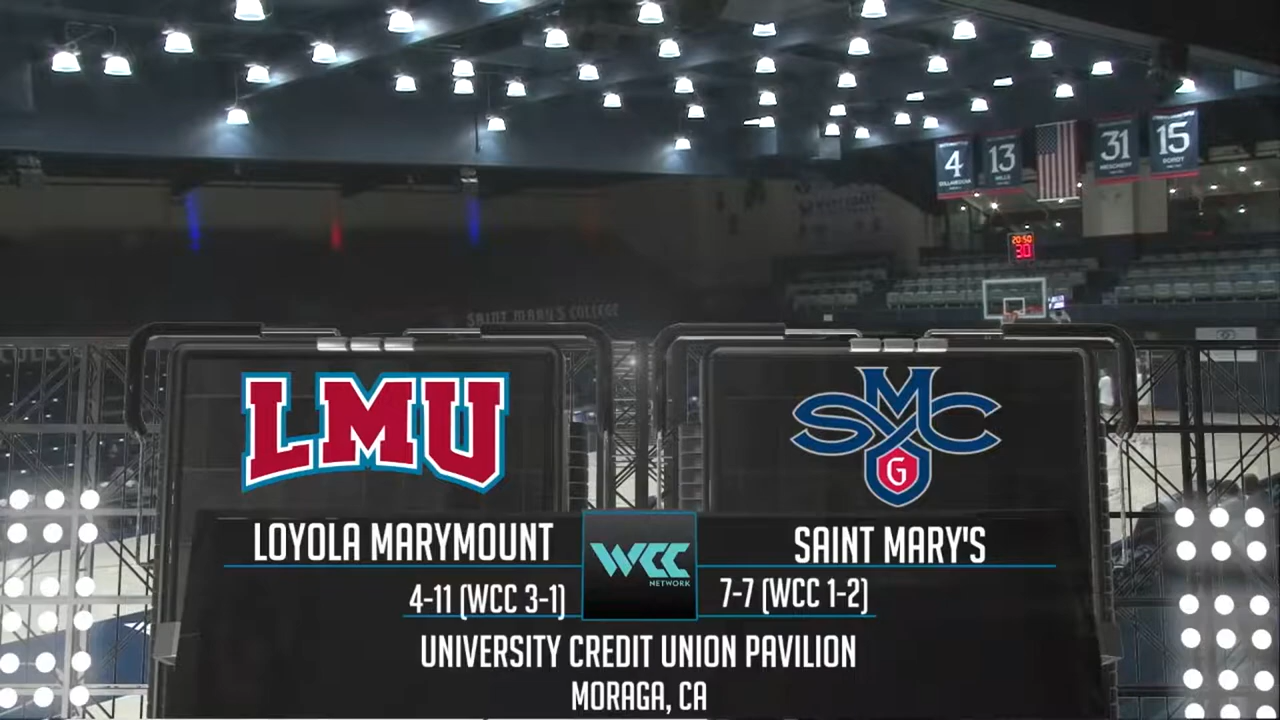 4
13
31
15
20:50
30
SAINT MARY'S COLLEGE
LMU
SMC
G
LOYOLA MARYMOUNT
SAINT MARY'S
WCC
NETWORK
4-11 (WCC 3-1)
7-7 (WCC 1-2)
UNIVERSITY CREDIT UNION PAVILION
MORAGA, CA